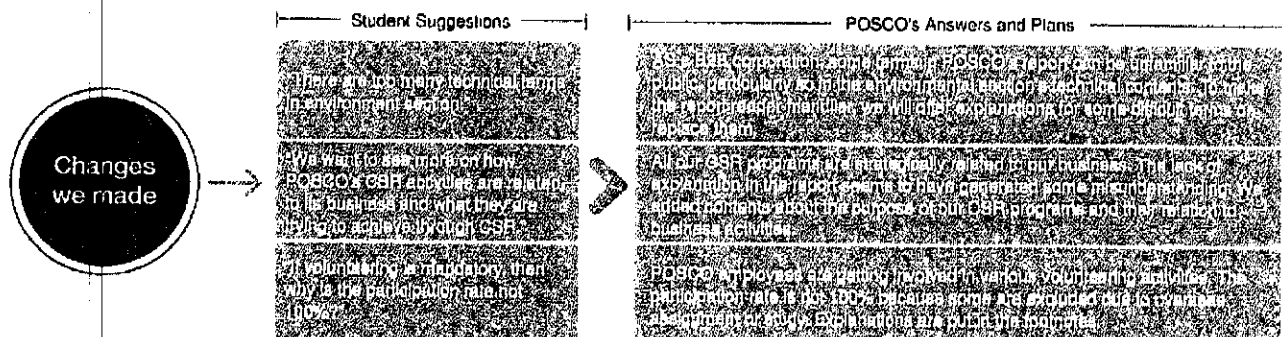 Student Suggestions
POSCO's Answers and Plans
Changes
we made
"There are too many technical terms
in environment section"
As a B2B corporation, some terms in POSCO's report can be unfamiliar to the
public, particularly so in the environmental and technical contents. To make
the report reader friendlier, we will offer explanations for some difficult terms or
replace them.
"We want to see more on how
POSCO's CSR activities are related
to its business and what they are
trying to achieve through CSR
All our CSR programs are strategically related to our business. The lack of
explanation in the report seems to have generated some misunderstanding. We
added contents about the purpose of our CSR programs and their relation to
business activities.
"If volunteering is mandatory, then
why is the participation rate not
100%?"
POSCO employees are getting involved in various volunteering activities. The
participation rate is not 100% because some are excluded due to overseas
assignment or study. Explanations are put in the footnotes.